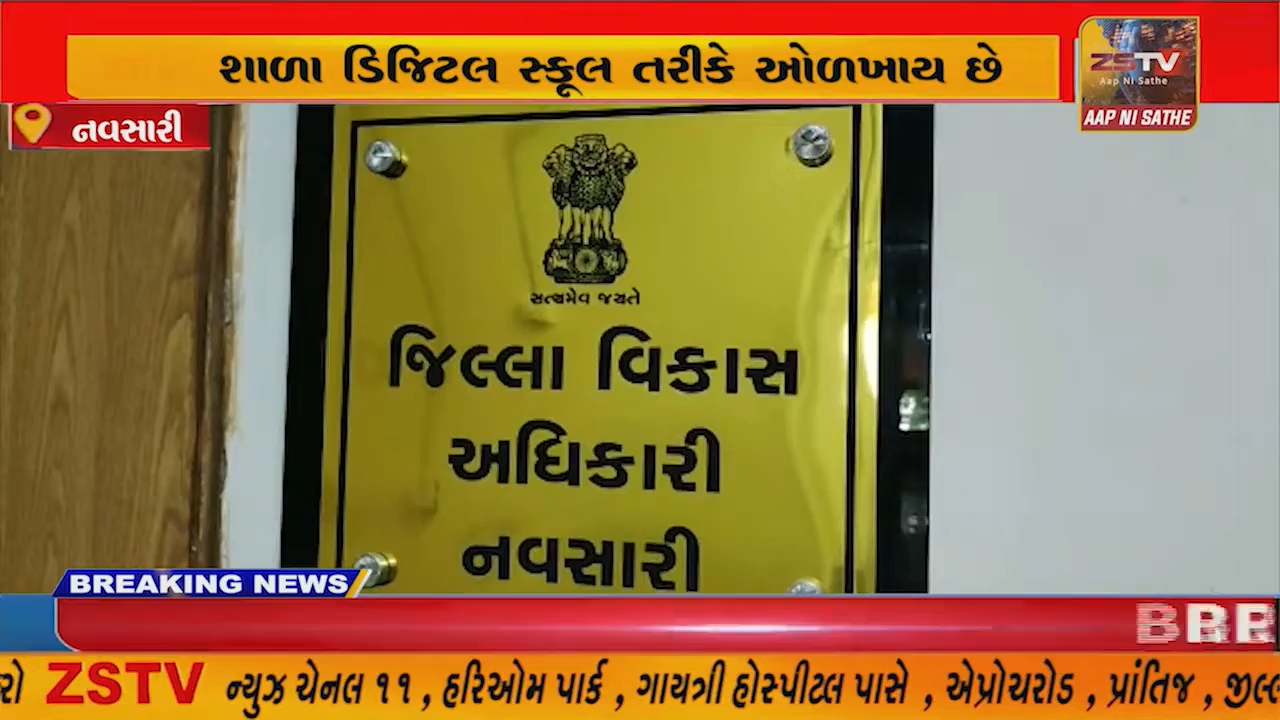 શાળા ડિજિટલ સ્કૂલ તરીકે ઓળખાય છે
ZSTV
Aap Ni Sathe
AAP NI SATHE
નવસારી
સત્યમેવ જયતે
જિલ્લા વિકાસ
અધિકારી
નવસારી
BREAKING NEWS
ZSTV ન્યુઝ ચેનલ ૧૧ , હરિઓમ પાર્ક , ગાયત્રી હોસ્પીટલ પાસે , એપ્રોચરોડ , પ્રાંતિજ ,